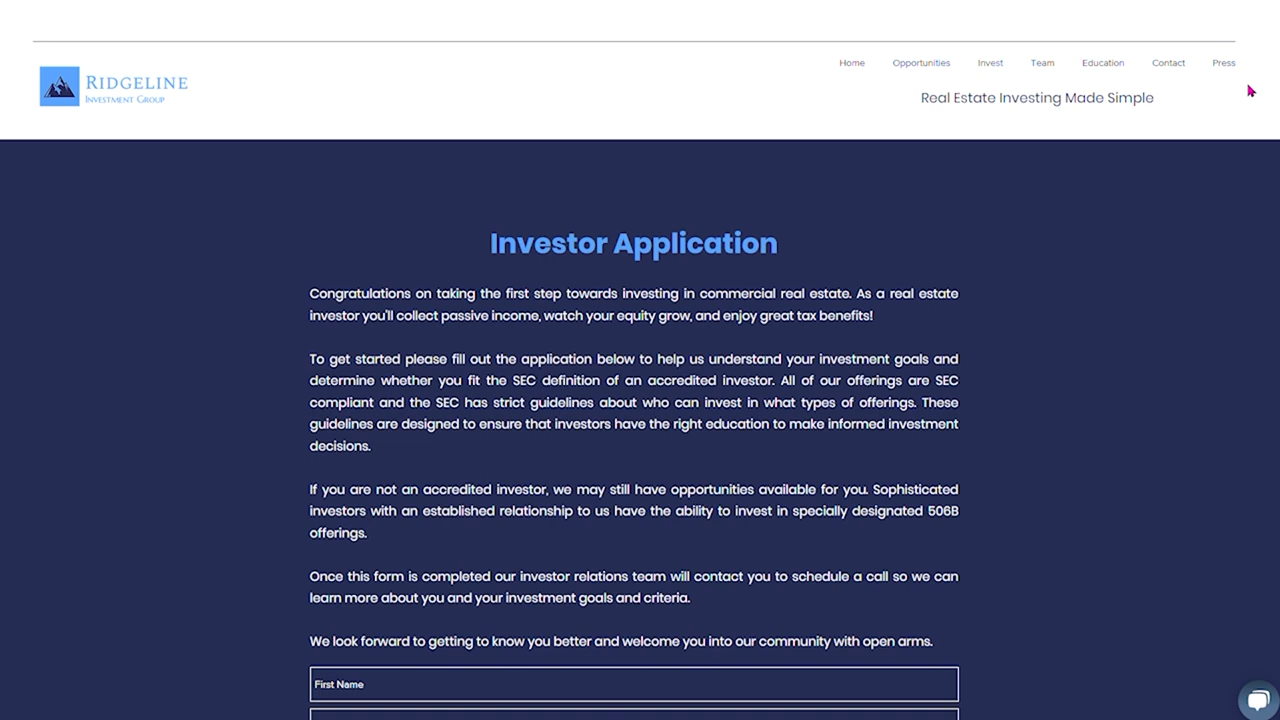 Home Opportunities Invest Team Education Contact Press
RIDGELINE
INVESTMENT GROUP
Real Estate Investing Made Simple
Investor Application
Congratulations on taking the first step towards investing in commercial real estate. As a real estate
investor you'll collect passive income, watch your equity grow, and enjoy great tax benefits!
To get started please fill out the application below to help us understand your investment goals and
determine whether you fit the SEC definition of an accredited investor. All of our offerings are SEC
compliant and the SEC has strict guidelines about who can invest in what types of offerings. These
guidelines are designed to ensure that investors have the right education to make informed investment
decisions.
If you are not an accredited investor, we may still have opportunities available for you. Sophisticated
investors with an established relationship to us have the ability to invest in specially designated 506B
offerings.
Once this form is completed our investor relations team will contact you to schedule a call so we can
learn more about you and your investment goals and criteria.
We look forward to getting to know you better and welcome you into our community with open arms.
First Name